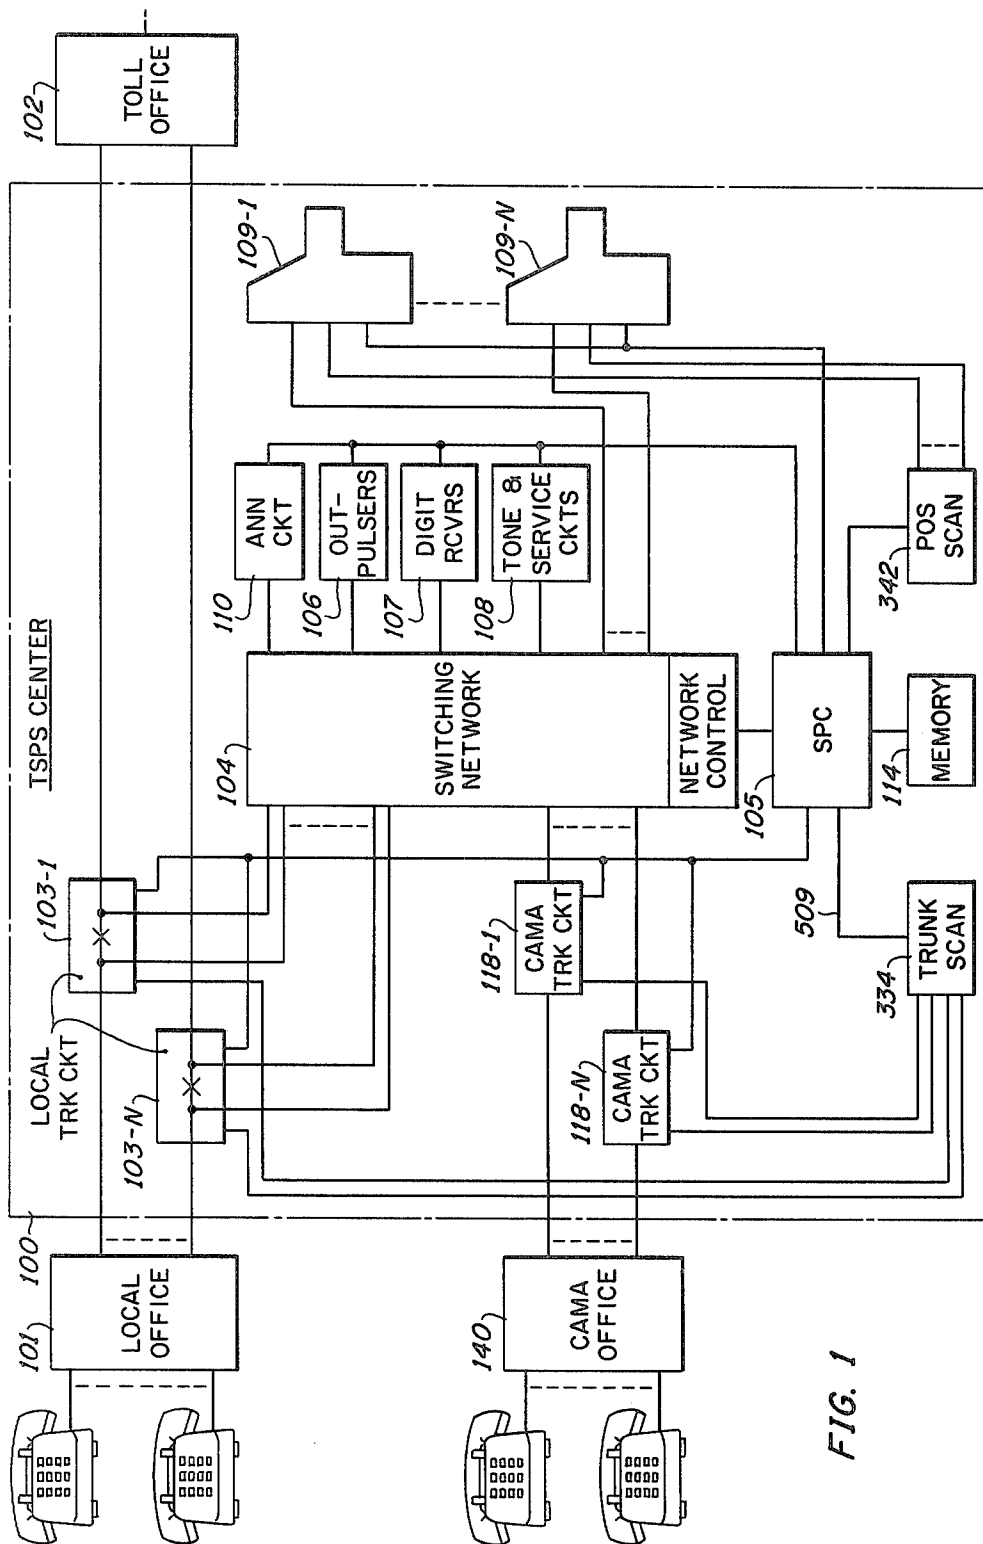 TSPS CENTER
100
101
LOCAL
OFFICE
102
TOLL
OFFICE
LOCAL
TRK CKT
103-1
103-N
104
SWITCHING
NETWORK
NETWORK
CONTROL
110
ANN
CKT
106
OUT-
PULSERS
107
DIGIT
RCVRS
108
TONE &
SERVICE
CKTS
109-1
109-N
140
CAMA
OFFICE
118-1
CAMA
TRK CKT
118-N
CAMA
TRK CKT
334
TRUNK
SCAN
509
105
SPC
114
MEMORY
342
POS
SCAN
FIG. 1